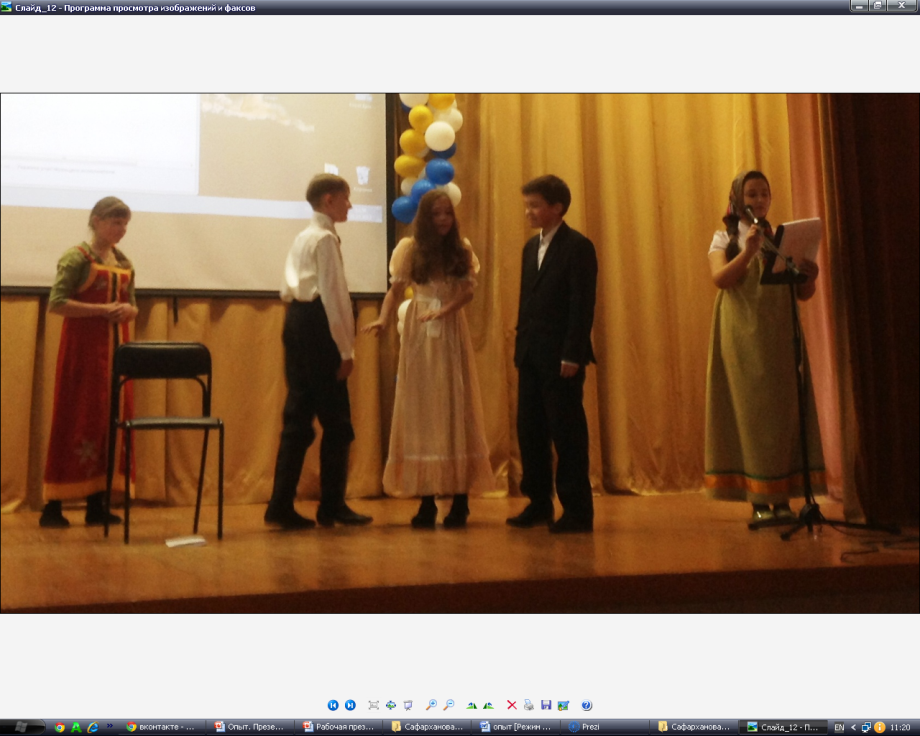 Слайд_12 - Программа просмотра изображений и факсов
вконтакте - ...
Опыт. Презе...
Рабочая през...
Сафарханова...
опыт [Режим ...
Prezi
Сафарханова...
Слайд_12 - П...
EN
11:20